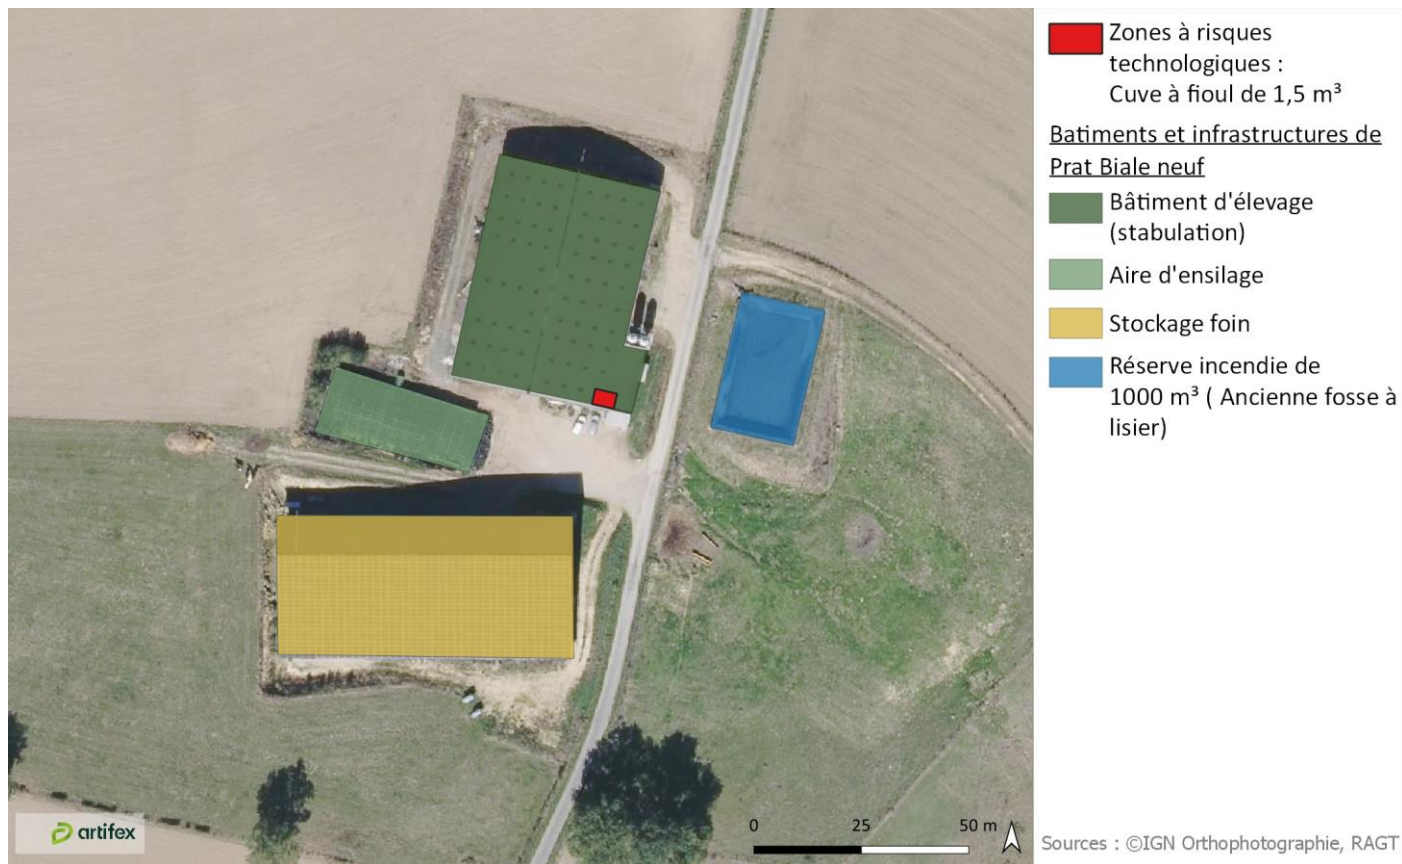 Zones à risques
technologiques :
Cuve à fioul de 1,5 m³
Batiments et infrastructures de
Prat Biale neuf
Bâtiment d'élevage
(stabulation)
Aire d'ensilage
Stockage foin
Réserve incendie de
1000 m³ ( Ancienne fosse à
lisier)
artifex
0 25 50 m
Sources : ©IGN Orthophotographie, RAGT